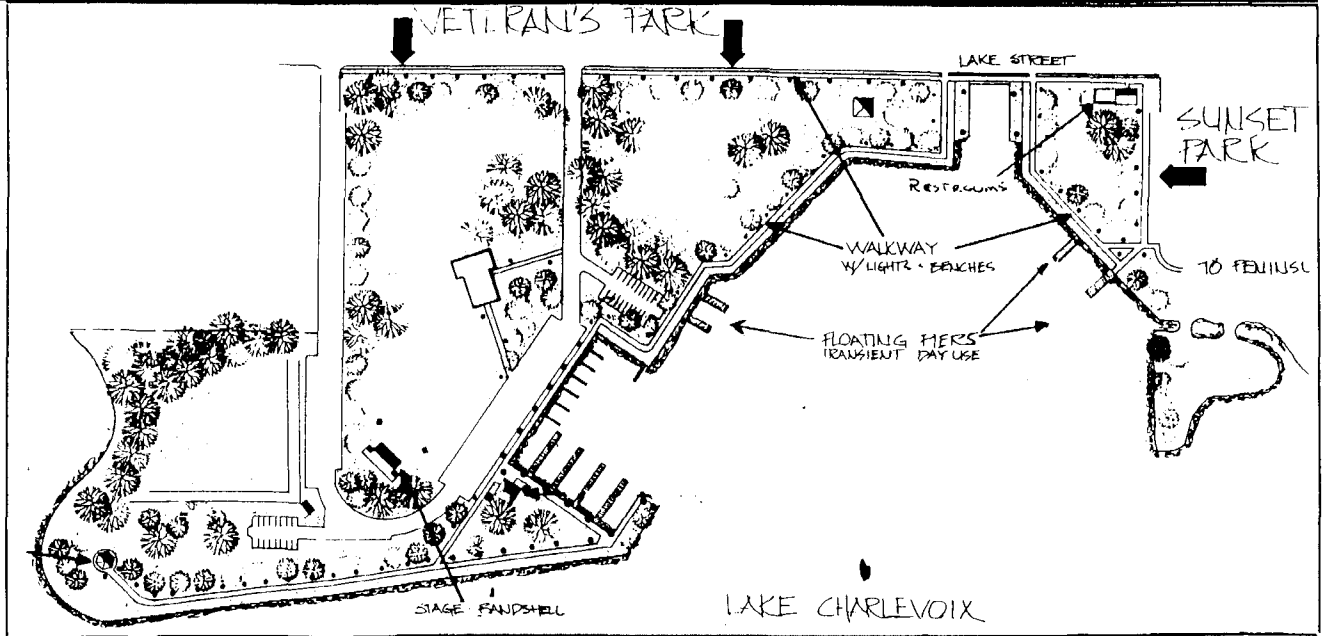 VETERAN'S PARK
LAKE STREET
SUNSET
PARK
RESTROOMS
WALKWAY
W/ LIGHTS + BENCHES
TO PENINSL
FLOATING PIERS
TRANSIENT DAY USE
STAGE BANDSHELL
LAKE CHARLEVOIX